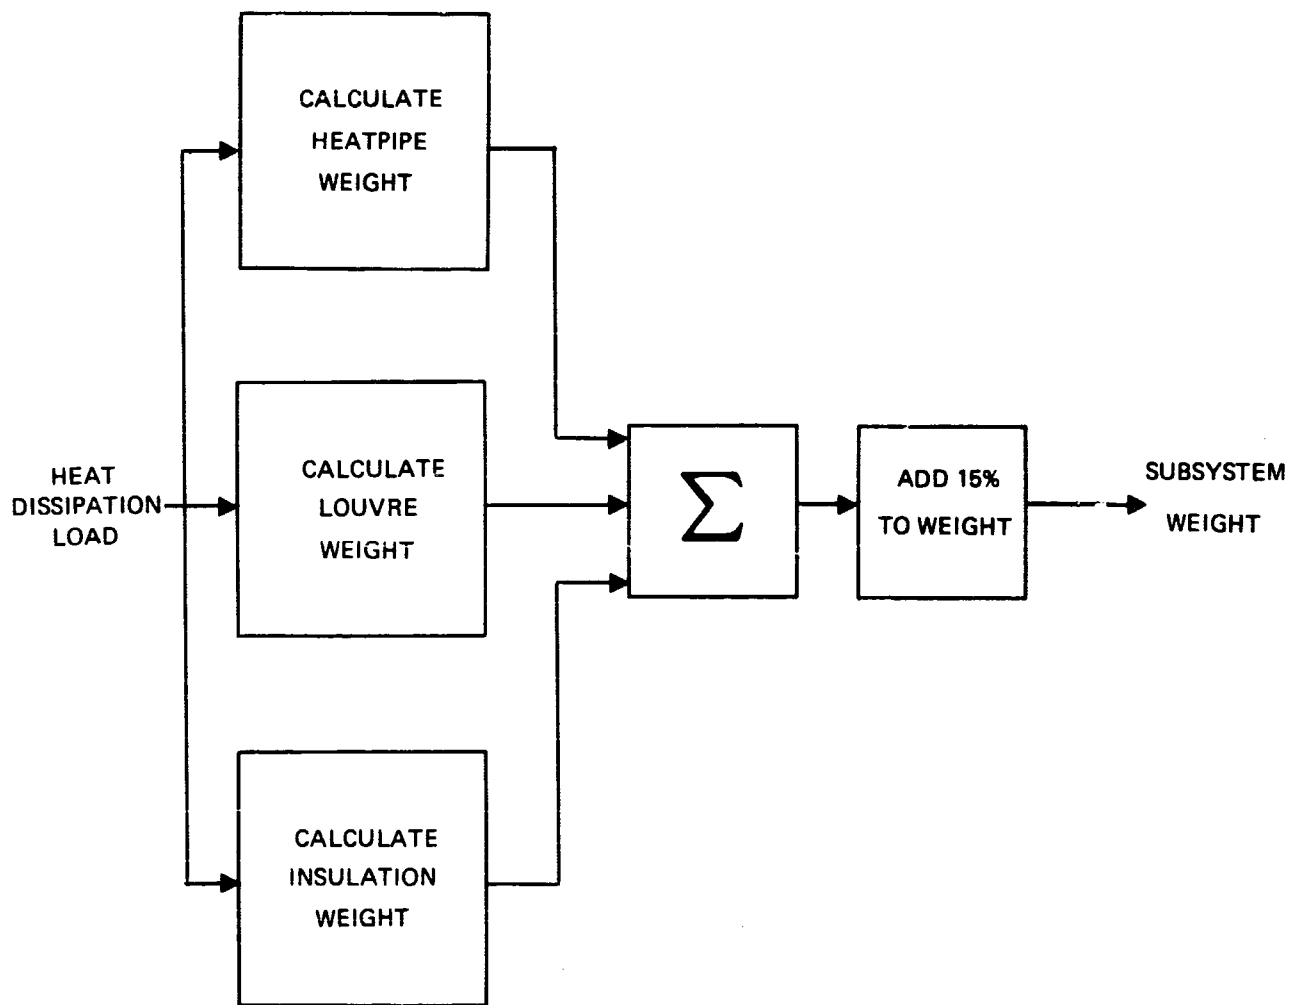 CALCULATE
HEATPIPE
WEIGHT
HEAT
DISSIPATION
LOAD
CALCULATE
LOUVRE
WEIGHT
Σ
ADD 15%
TO WEIGHT
SUBSYSTEM
WEIGHT
CALCULATE
INSULATION
WEIGHT